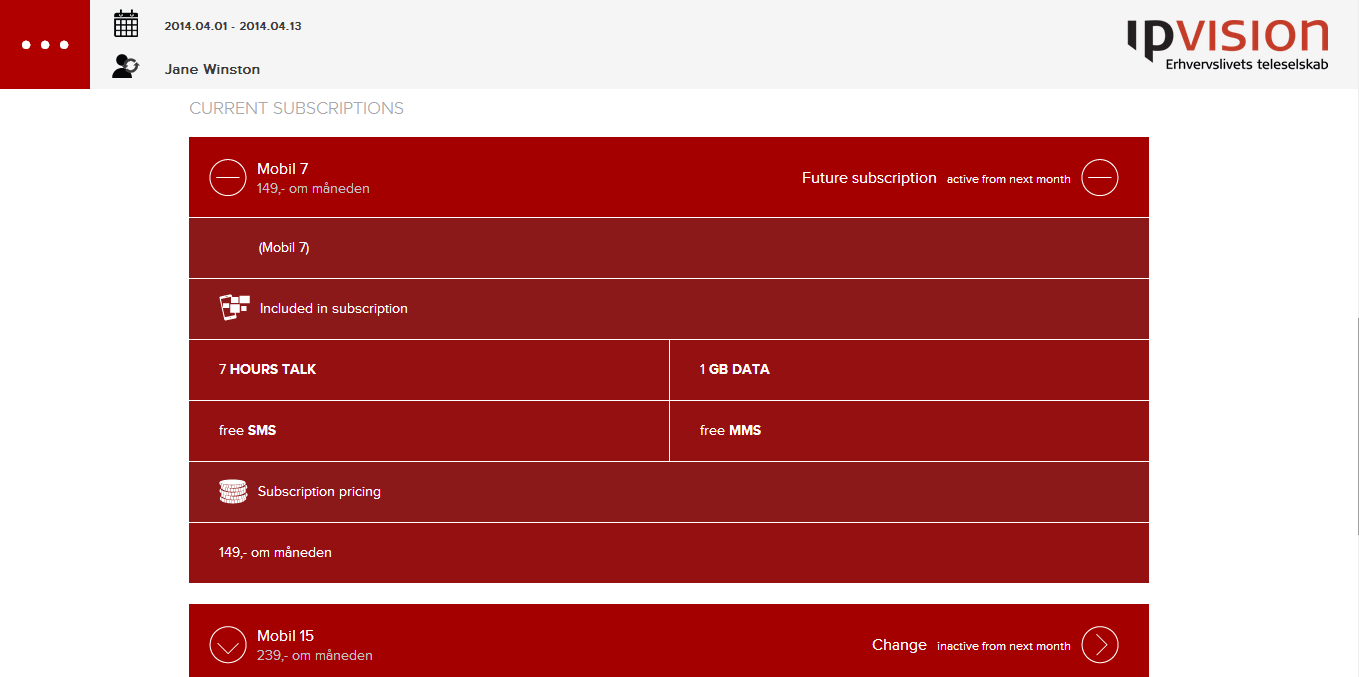 2014.04.01 - 2014.04.13
Jane Winston
ipvision
Erhvervslivets teleselskab
CURRENT SUBSCRIPTIONS
Mobil 7
149,- om måneden
Future subscription active from next month
(Mobil 7)
Included in subscription
7 HOURS TALK
1 GB DATA
free SMS
free MMS
Subscription pricing
149,- om måneden
Mobil 15
239,- om måneden
Change inactive from next month